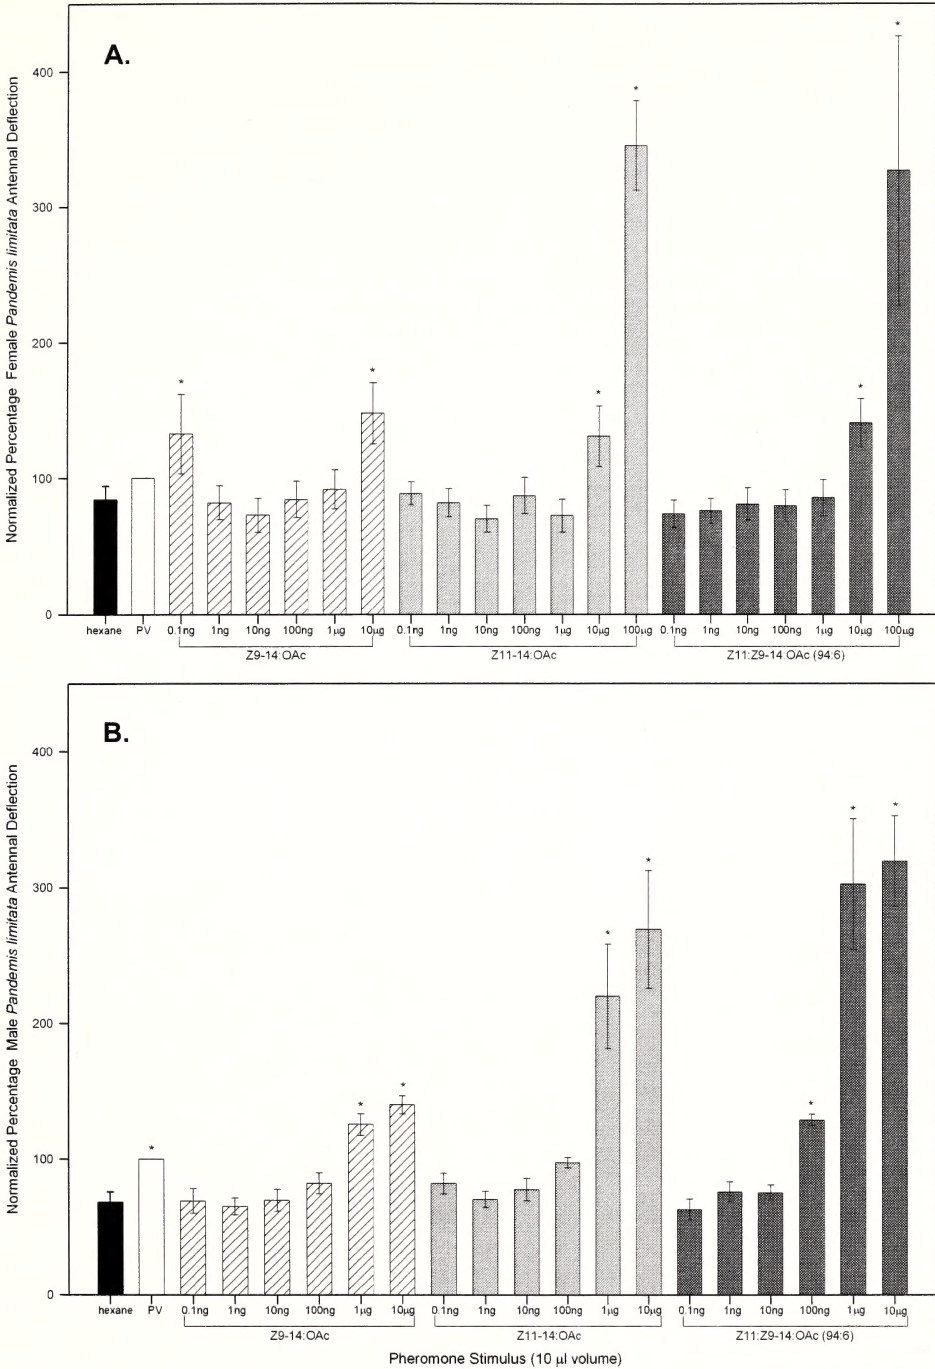 A.
Normalized Percentage Female Pandemis limitata Antennal Deflection
400
300
200
100
0
* * * * * *
hexane PV 0.1ng 1ng 10ng 100ng 1µg 10µg 0.1ng 1ng 10ng 100ng 1µg 10µg 100µg 0.1ng 1ng 10ng 100ng 1µg 10µg 100µg
Z9-14:OAc Z11-14:OAc Z11:Z9-14:OAc (94:6)
B.
Normalized Percentage Male Pandemis limitata Antennal Deflection
400
300
200
100
0
* * * * * * * *
hexane PV 0.1ng 1ng 10ng 100ng 1µg 10µg 0.1ng 1ng 10ng 100ng 1µg 10µg 0.1ng 1ng 10ng 100ng 1µg 10µg
Z9-14:OAc Z11-14:OAc Z11:Z9-14:OAc (94:6)
Pheromone Stimulus (10 µl volume)